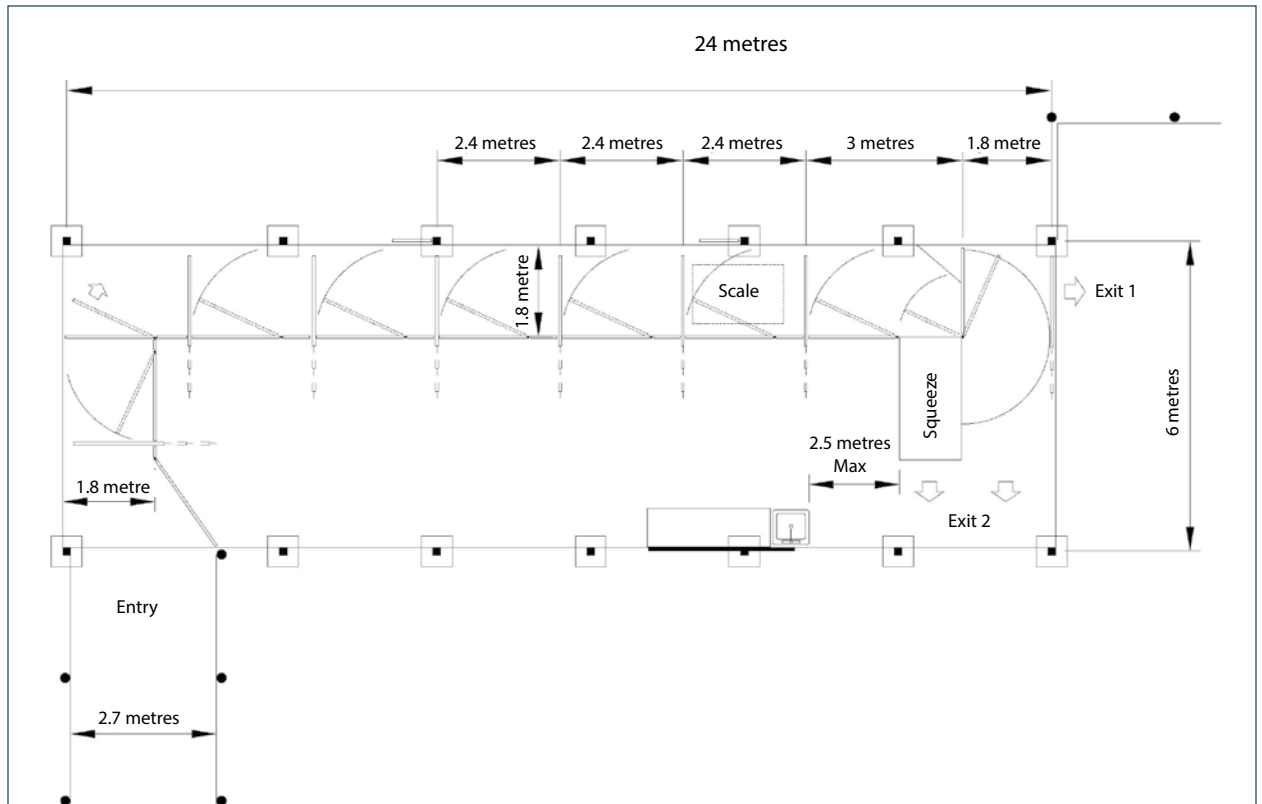 24 metres
2.4 metres
2.4 metres
2.4 metres
3 metres
1.8 metre
1.8 metre
Scale
Exit 1
Squeeze
6 metres
2.5 metres
Max
1.8 metre
Exit 2
Entry
2.7 metres